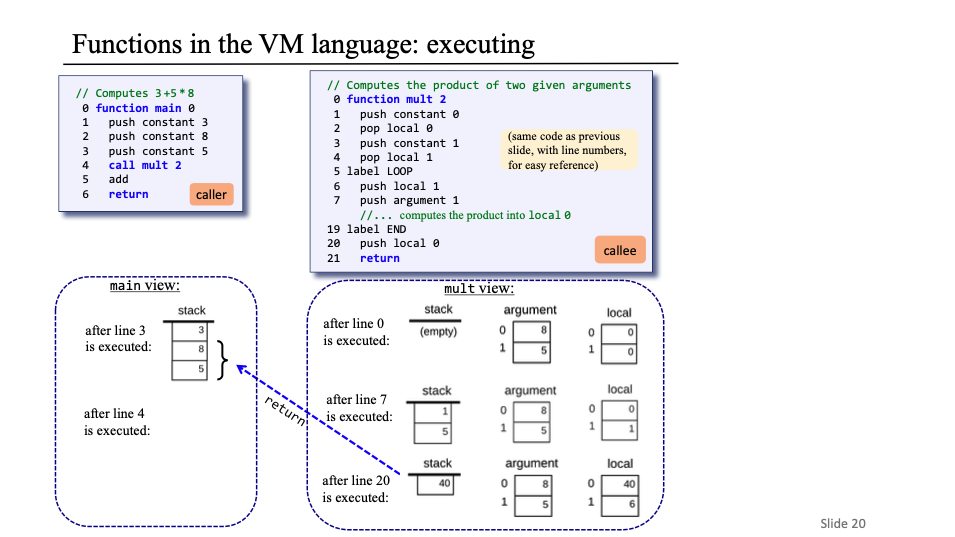 Functions in the VM language: executing
// Computes 3+5*8
0 function main 0
1 push constant 3
2 push constant 8
3 push constant 5
4 call mult 2
5 add
6 return
caller
// Computes the product of two given arguments
0 function mult 2
1 push constant 0
2 pop local 0
3 push constant 1
4 pop local 1
5 label LOOP
6 push local 1
7 push argument 1
//... computes the product into local 0
19 label END
20 push local 0
21 return
(same code as previous
slide, with line numbers,
for easy reference)
callee
main view:
stack
after line 3
is executed:
3
8
5
after line 4
is executed:
return
mult view:
after line 0
is executed:
stack
(empty)
argument
0 8
1 5
local
0 0
1 0
after line 7
is executed:
stack
1
5
argument
0 8
1 5
local
0 0
1 1
after line 20
is executed:
stack
40
argument
0 8
1 5
local
0 40
1 6
Slide 20